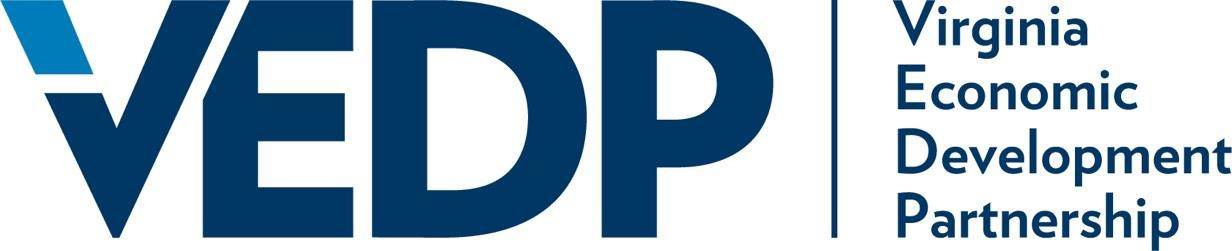 VEDP
Virginia
Economic
Development
Partnership